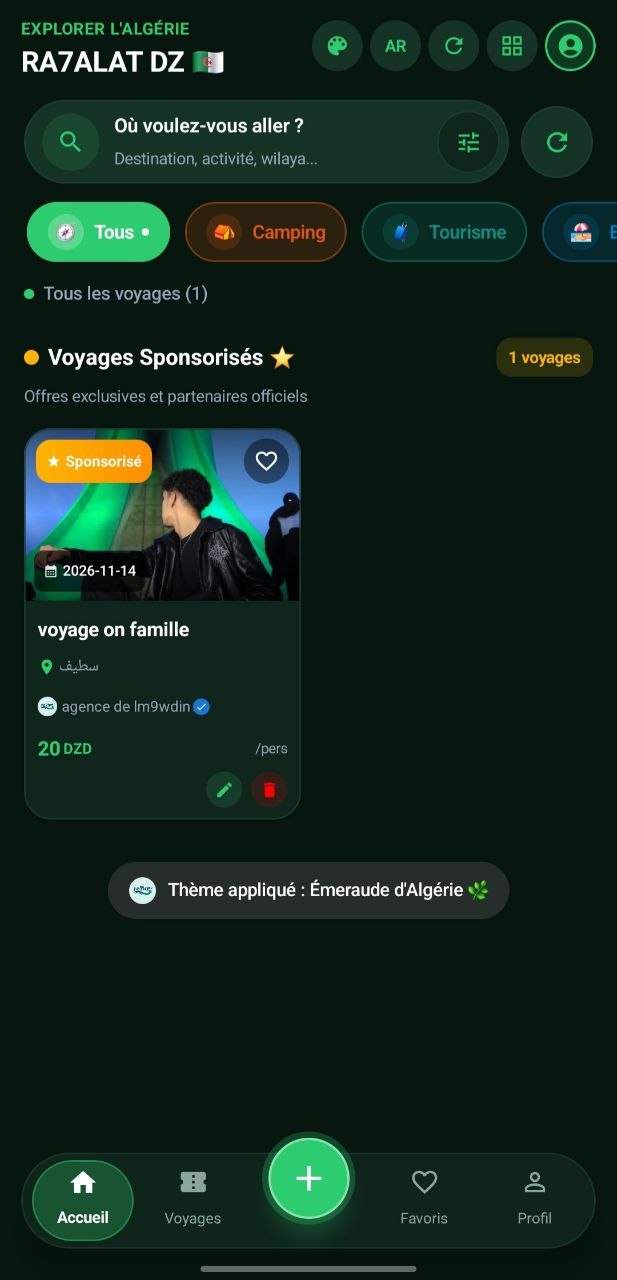 EXPLORER L'ALGÉRIE
RA7ALAT DZ 🇩🇿
AR
Où voulez-vous aller ?
Destination, activité, wilaya...
Tous
Camping
Tourisme
Tous les voyages (1)
Voyages Sponsorisés ⭐
1 voyages
Offres exclusives et partenaires officiels
★ Sponsorisé
2026-11-14
voyage on famille
سطيف
agence de lm9wdin
20 DZD
/pers
Thème appliqué : Émeraude d'Algérie 🌿
Accueil
Voyages
Favoris
Profil